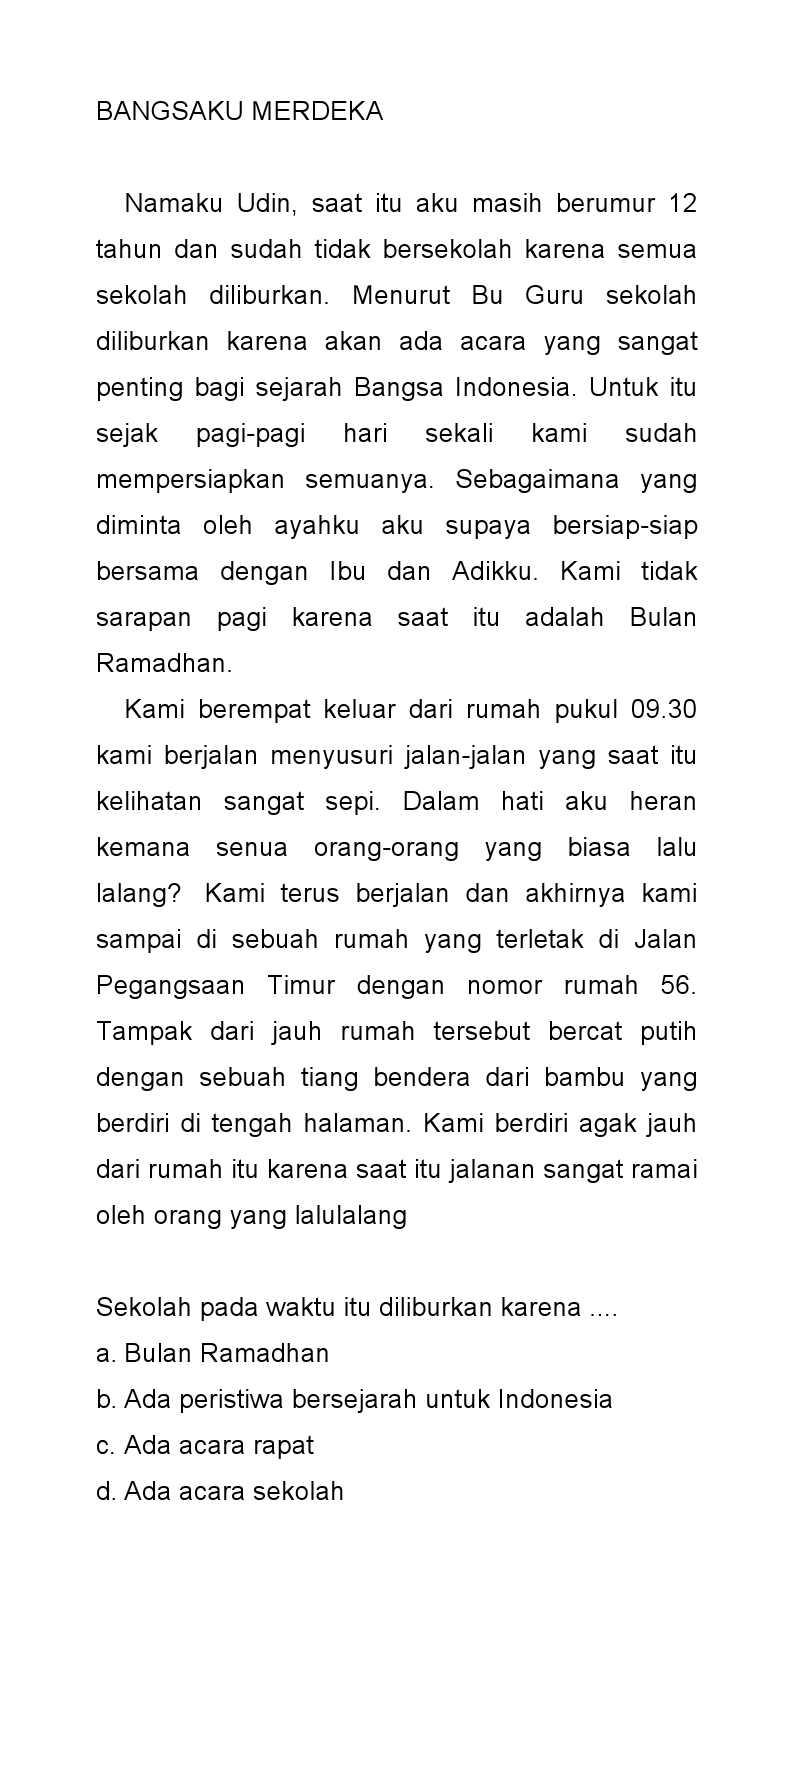 BANGSAKU MERDEKA
Namaku Udin, saat itu aku masih berumur 12
tahun dan sudah tidak bersekolah karena semua
sekolah diliburkan. Menurut Bu Guru sekolah
diliburkan karena akan ada acara yang sangat
penting bagi sejarah Bangsa Indonesia. Untuk itu
sejak pagi-pagi hari sekali kami sudah
mempersiapkan semuanya. Sebagaimana yang
diminta oleh ayahku aku supaya bersiap-siap
bersama dengan Ibu dan Adikku. Kami tidak
sarapan pagi karena saat itu adalah Bulan
Ramadhan.
Kami berempat keluar dari rumah pukul 09.30
kami berjalan menyusuri jalan-jalan yang saat itu
kelihatan sangat sepi. Dalam hati aku heran
kemana senua orang-orang yang biasa lalu
lalang? Kami terus berjalan dan akhirnya kami
sampai di sebuah rumah yang terletak di Jalan
Pegangsaan Timur dengan nomor rumah 56.
Tampak dari jauh rumah tersebut bercat putih
dengan sebuah tiang bendera dari bambu yang
berdiri di tengah halaman. Kami berdiri agak jauh
dari rumah itu karena saat itu jalanan sangat ramai
oleh orang yang lalulalang
Sekolah pada waktu itu diliburkan karena ....
a. Bulan Ramadhan
b. Ada peristiwa bersejarah untuk Indonesia
c. Ada acara rapat
d. Ada acara sekolah